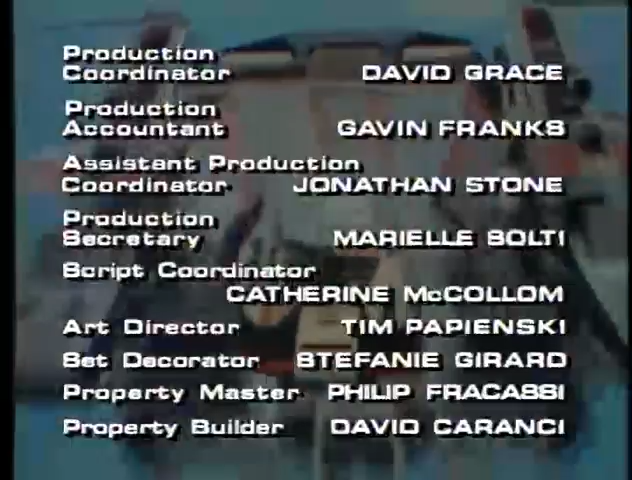 Production
Coordinator DAVID GRACE
Production
Accountant GAVIN FRANKS
Assistant Production
Coordinator JONATHAN STONE
Production
Secretary MARIELLE BOLTI
Script Coordinator
CATHERINE McCOLLOM
Art Director TIM PAPIENSKI
Set Decorator STEFANIE GIRARD
Property Master PHILIP FRACASSI
Property Builder DAVID CARANCI